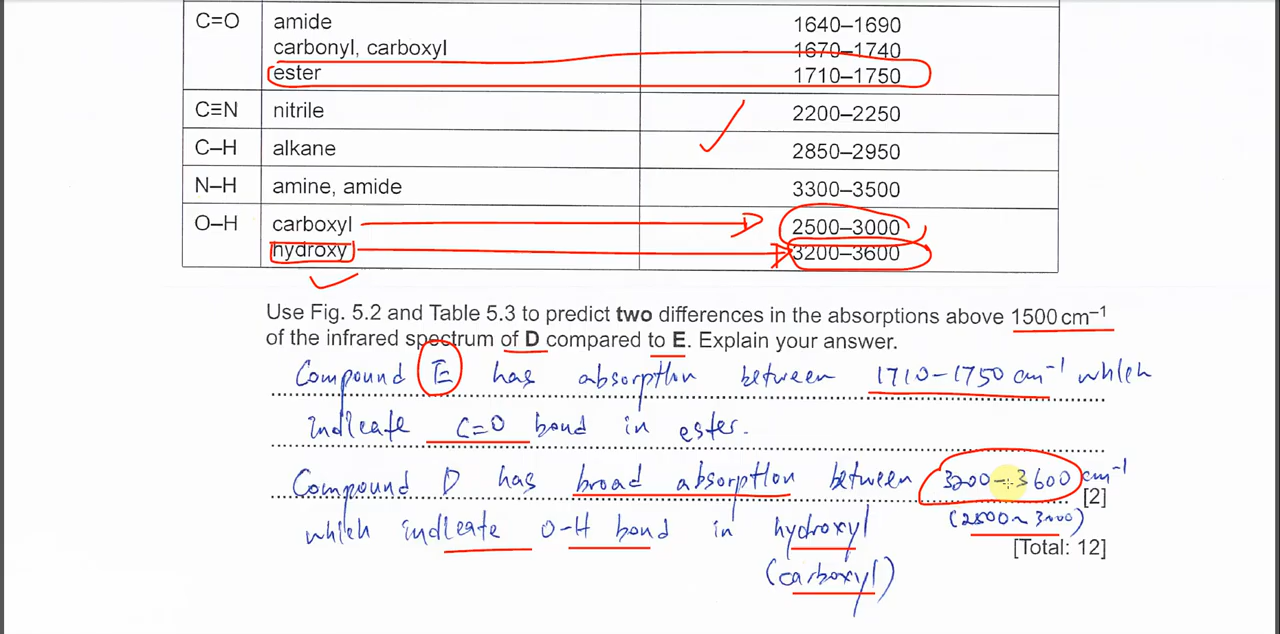 C=O amide 1640–1690
carbonyl, carboxyl 1670–1740
ester 1710–1750
C≡N nitrile 2200–2250
C–H alkane 2850–2950
N–H amine, amide 3300–3500
O–H carboxyl 2500–3000
hydroxy 3200–3600
Use Fig. 5.2 and Table 5.3 to predict two differences in the absorptions above 1500 cm⁻¹
of the infrared spectrum of D compared to E. Explain your answer.
Compound E has absorption between 1710–1750 cm⁻¹ which
indicate C=O bond in ester.
Compound D has broad absorption between 3200–3600 cm⁻¹
[2]
which indicate O–H bond in hydroxyl (2500~3000)
[Total: 12]
(carboxyl)